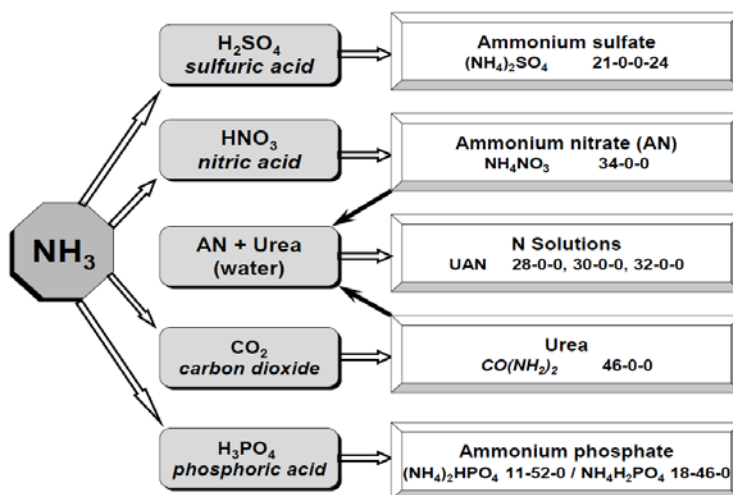 NH₃
H₂SO₄
sulfuric acid
Ammonium sulfate
(NH₄)₂SO₄ 21-0-0-24
HNO₃
nitric acid
Ammonium nitrate (AN)
NH₄NO₃ 34-0-0
AN + Urea
(water)
N Solutions
UAN 28-0-0, 30-0-0, 32-0-0
CO₂
carbon dioxide
Urea
CO(NH₂)₂ 46-0-0
H₃PO₄
phosphoric acid
Ammonium phosphate
(NH₄)₂HPO₄ 11-52-0 / NH₄H₂PO₄ 18-46-0